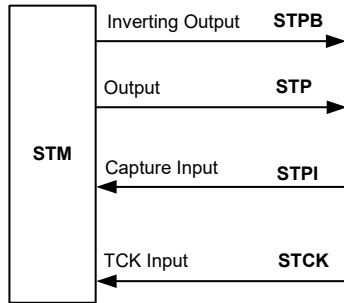 Inverting Output STPB
Output STP
STM
Capture Input STPI
TCK Input STCK